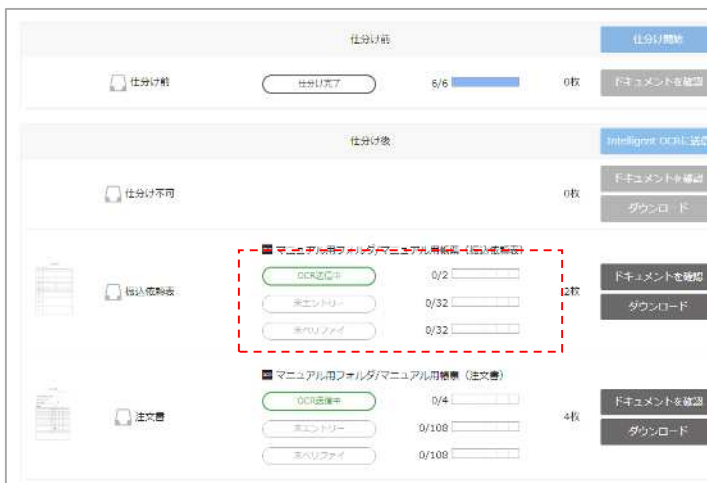 仕分け前 仕分け開始
仕分け前 仕分け完了 6/6 0枚 ドキュメントを確認
仕分け後 Intelligent OCRに送信
仕分け不可 0枚 ドキュメントを確認
ダウンロード
マニュアル用フォルダ/マニュアル用帳票（振込依頼表）
振込依頼表 OCR送信中 0/2 2枚 ドキュメントを確認
未エントリー 0/32 ダウンロード
未ベリファイ 0/32
マニュアル用フォルダ/マニュアル用帳票（注文書）
注文書 OCR送信中 0/4 4枚 ドキュメントを確認
未エントリー 0/108 ダウンロード
未ベリファイ 0/108